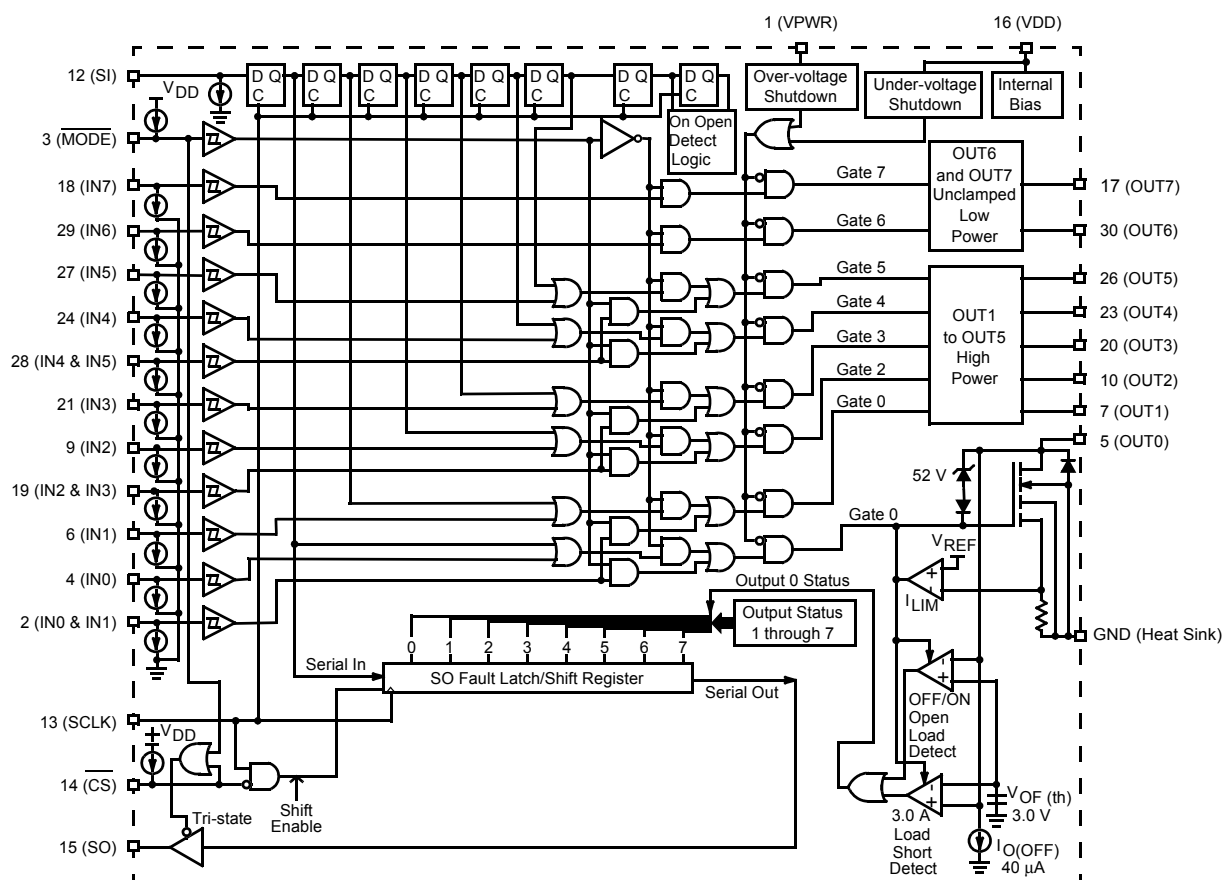 1 (VPWR)
16 (VDD)
12 (SI)
D Q
C
D Q
C
D Q
C
D Q
C
D Q
C
D Q
C
D Q
C
D Q
C
Over-voltage
Shutdown
Under-voltage
Shutdown
Internal
Bias
VDD
3 (MODE)
On Open
Detect
Logic
OUT6
and OUT7
Unclamped
Low
Power
18 (IN7)
Gate 7
17 (OUT7)
29 (IN6)
Gate 6
30 (OUT6)
27 (IN5)
Gate 5
26 (OUT5)
24 (IN4)
Gate 4
23 (OUT4)
OUT1
to OUT5
High
Power
28 (IN4 & IN5)
Gate 3
20 (OUT3)
21 (IN3)
Gate 2
10 (OUT2)
Gate 0
7 (OUT1)
9 (IN2)
5 (OUT0)
19 (IN2 & IN3)
52 V
6 (IN1)
Gate 0
VREF
4 (IN0)
+
-
ILIM
Output 0 Status
2 (IN0 & IN1)
Output Status
1 through 7
GND (Heat Sink)
0 1 2 3 4 5 6 7
Serial In
SO Fault Latch/Shift Register
Serial Out
-
+
OFF/ON
Open
Load
Detect
13 (SCLK)
+VDD
14 (CS)
Shift
Enable
Tri-state
15 (SO)
-
+
3.0 A
Load
Short
Detect
VOF (th)
3.0 V
IO(OFF)
40 µA